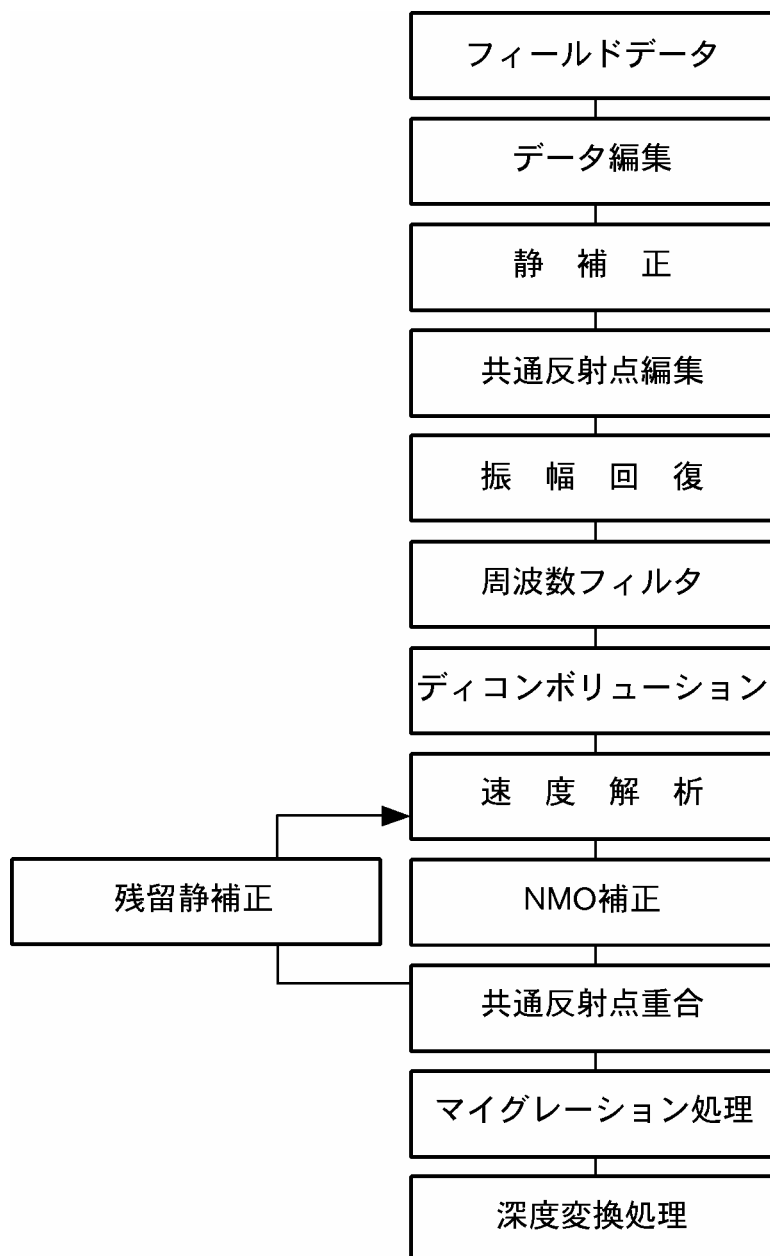 フィールドデータ
データ編集
静　補　正
共通反射点編集
振　幅　回　復
周波数フィルタ
ディコンボリューション
速　度　解　析
残留静補正
NMO補正
共通反射点重合
マイグレーション処理
深度変換処理